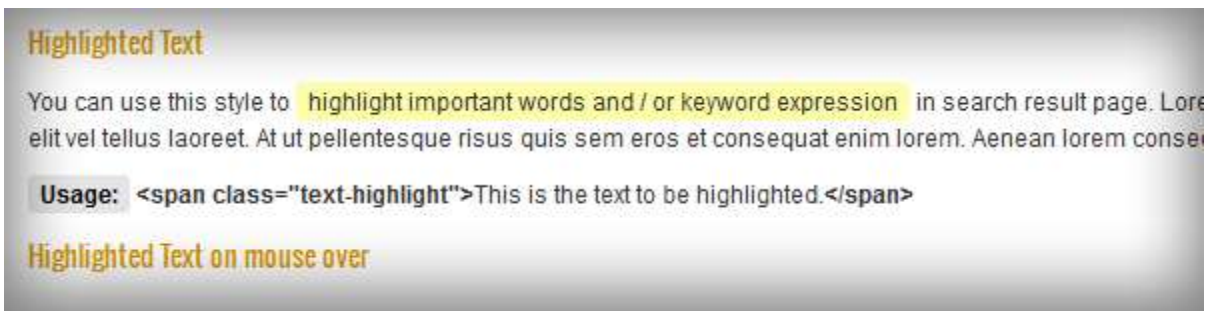 Highlighted Text
You can use this style to highlight important words and / or keyword expression in search result page.
elit vel tellus laoreet. At ut pellentesque risus quis sem eros et consequat enim lorem. Aenean lorem
Usage: <span class="text-highlight">This is the text to be highlighted.</span>
Highlighted Text on mouse over